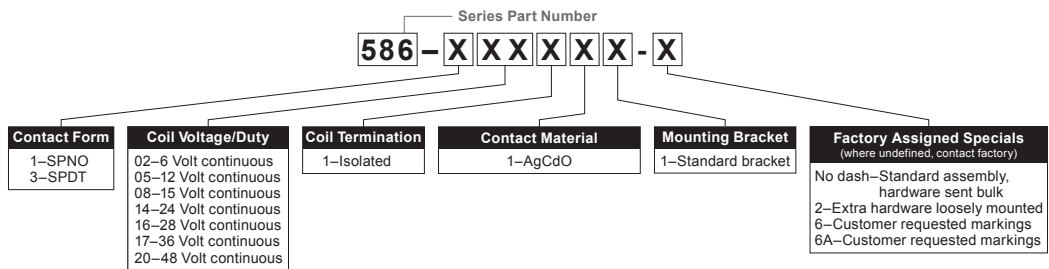 Series Part Number
586–XXXXXX-X
Contact Form
1–SPNO
3–SPDT
Coil Voltage/Duty
02–6 Volt continuous
05–12 Volt continuous
08–15 Volt continuous
14–24 Volt continuous
16–28 Volt continuous
17–36 Volt continuous
20–48 Volt continuous
Coil Termination
1–Isolated
Contact Material
1–AgCdO
Mounting Bracket
1–Standard bracket
Factory Assigned Specials
(where undefined, contact factory)
No dash–Standard assembly,
hardware sent bulk
2–Extra hardware loosely mounted
6–Customer requested markings
6A–Customer requested markings